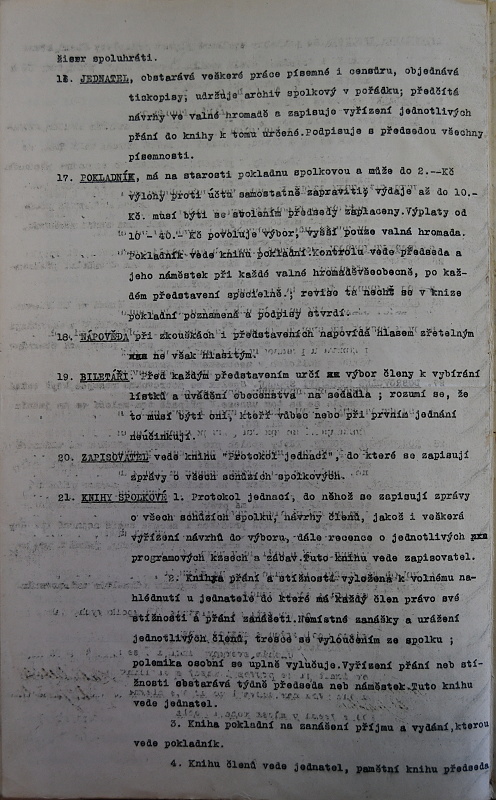 žiser spoluhráti.
1é. JEDNATEL, obstarává veškeré práce písemné i censuru, objednává
tiskopisy, udržuje archiv spolkový v pořádku; předčítá
návrhy ve valné hromadě a zapisuje vyřízení jednotlivých
přání do knihy k tomu určené.Podpisuje s předsedou všechny
písemnosti.
17. POKLADNÍK, má na starosti pokladnu spolkovou a může do 2.--Kč
výlohy proti účtu samostatně zapraviti, výdaje až do 10.-
Kč. musí býti se svolením předsedy zaplaceny.Výplaty od
10 - 40.- Kč povoluje výbor, vyšší pouze valná hromada.
Pokladník vede knihu pokladní.Kontrolu vede předseda a
jeho náměstek při každé valné hromaděvšeobecně, po kaž-
dém představení specielně.; revise ta nechť se v knize
pokladní poznamená a podpisy stvrdí.
18. NÁPOVĚDA při zkouškách i představeních napovídá hlasem zřetelným
ne však hlasitým.
19. BILETÁŘI. Před každým představením určí výbor členy k vybírání
lístků a uvádění obecenstva na sedadla ; rozumí se, že
to musí býti oni, kteří vůbec nebo při prvním jednání
neúčinkují.
20. ZAPISOVATEL vede knihu "Protokol jednací", do které se zapisují
zprávy o všech schůzích spolkových.
21. KNIHY SPOLKOVÉ 1. Protokol jednací, do něhož se zapisují zprávy
o všech schůzích spolku, návrhy členů, jakož i veškerá
vyřízení návrhů do výboru, dále recence o jednotlivých
programových kusech a zábav.Tuto knihu vede zapisovatel.
2. Kniha přání a stížností vyložena k volnému na-
hlédnutí u jednatele do které má každý člen právo své
stížnosti a přání zanášeti.Nemístné zanášky a urážení
jednotlivých členů, tresce se vyloučením ze spolku ;
polemika osobní se uplně vylučuje.Vyřízení přání neb stí-
žností obstarává týdně předseda neb náměstek.Tuto knihu
vede jednatel.
3. Kniha pokladní na zanášení příjmu a vydání,kterou
vede pokladník.
4. Knihu členů vede jednatel, pamětní knihu předseda